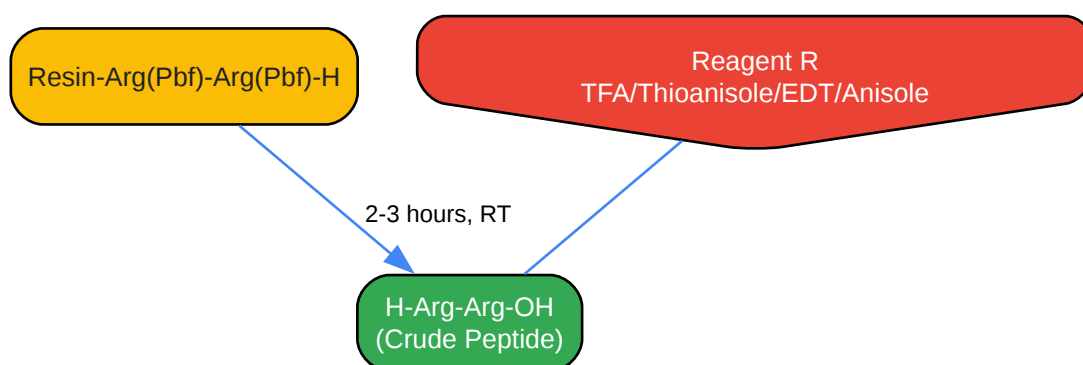 Resin-Arg(Pbf)-Arg(Pbf)-H
Reagent R
TFA/Thioanisole/EDT/Anisole
2-3 hours, RT
H-Arg-Arg-OH
(Crude Peptide)